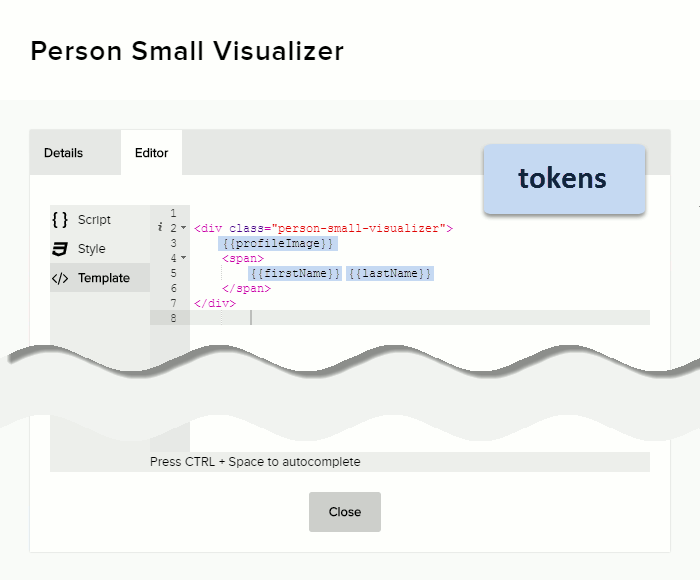 Person Small Visualizer
Details
Editor
tokens
{ } Script
Style
</> Template
1
i 2 <div class="person-small-visualizer">
3 {{profileImage}}
4 <span>
5 {{firstName}} {{lastName}}
6 </span>
7 </div>
8
Press CTRL + Space to autocomplete
Close